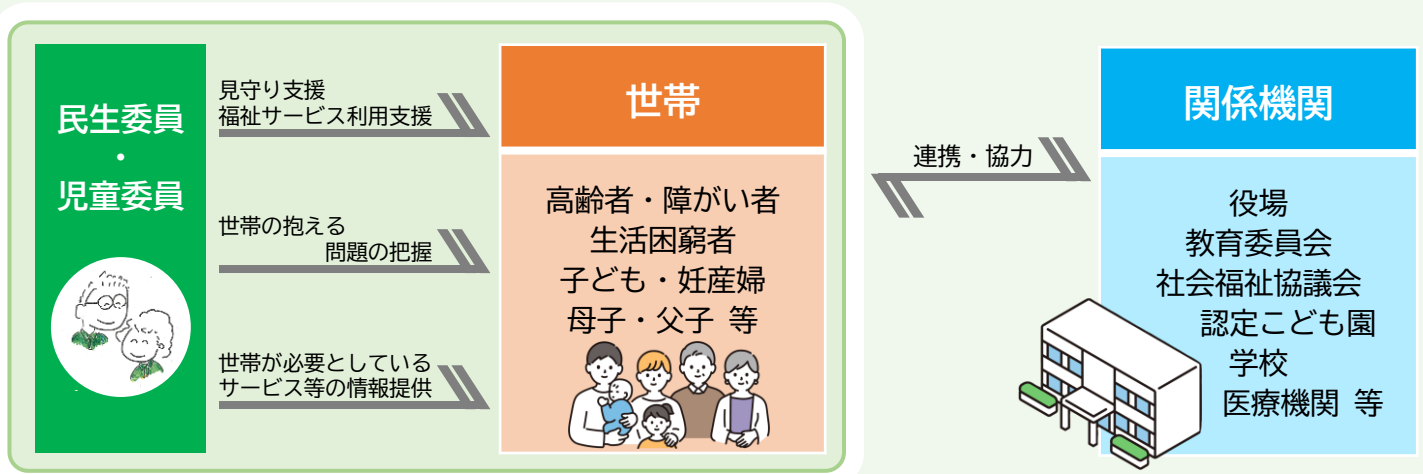 民生委員
・
児童委員
見守り支援
福祉サービス利用支援
世帯の抱える
問題の把握
世帯が必要としている
サービス等の情報提供
世帯
高齢者・障がい者
生活困窮者
子ども・妊産婦
母子・父子 等
連携・協力
関係機関
役場
教育委員会
社会福祉協議会
認定こども園
学校
医療機関 等